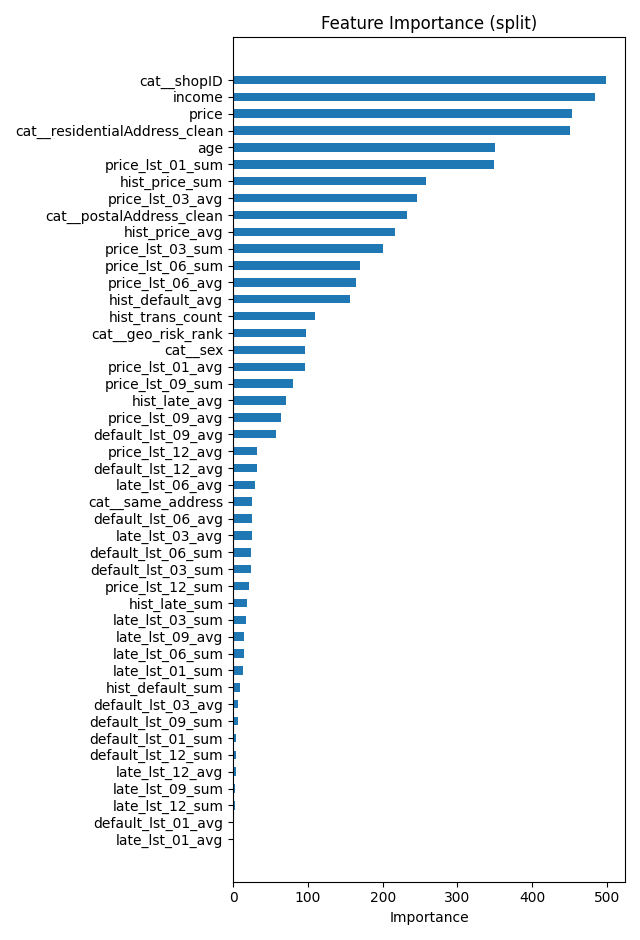 Feature Importance (split)
cat__shopID
income
price
cat__residentialAddress_clean
age
price_lst_01_sum
hist_price_sum
price_lst_03_avg
cat__postalAddress_clean
hist_price_avg
price_lst_03_sum
price_lst_06_sum
price_lst_06_avg
hist_default_avg
hist_trans_count
cat__geo_risk_rank
cat__sex
price_lst_01_avg
price_lst_09_sum
hist_late_avg
price_lst_09_avg
default_lst_09_avg
price_lst_12_avg
default_lst_12_avg
late_lst_06_avg
cat__same_address
default_lst_06_avg
late_lst_03_avg
default_lst_06_sum
default_lst_03_sum
price_lst_12_sum
hist_late_sum
late_lst_03_sum
late_lst_09_avg
late_lst_06_sum
late_lst_01_sum
hist_default_sum
default_lst_03_avg
default_lst_09_sum
default_lst_01_sum
default_lst_12_sum
late_lst_12_avg
late_lst_09_sum
late_lst_12_sum
default_lst_01_avg
late_lst_01_avg
0 100 200 300 400 500
Importance